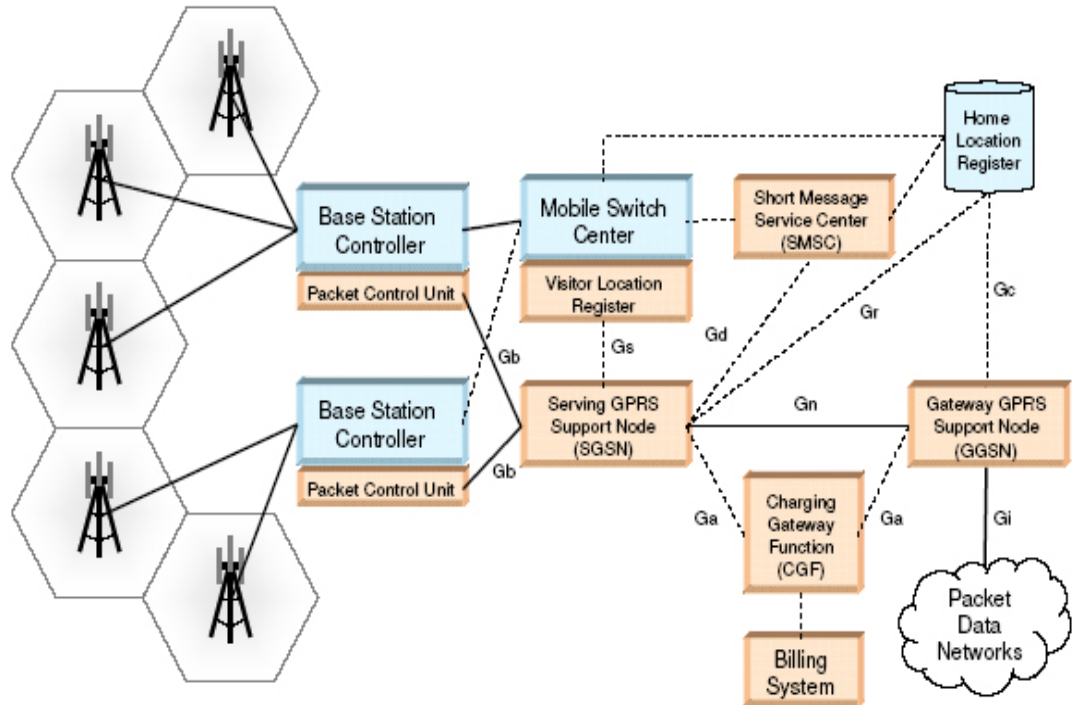 Home
Location
Register
Base Station
Controller
Packet Control Unit
Mobile Switch
Center
Visitor Location
Register
Short Message
Service Center
(SMSC)
Gb
Gs
Gd
Gr
Gc
Base Station
Controller
Packet Control Unit
Gb
Serving GPRS
Support Node
(SGSN)
Gn
Gateway GPRS
Support Node
(GGSN)
Ga
Charging
Gateway
Function
(CGF)
Ga
Gi
Billing
System
Packet
Data
Networks